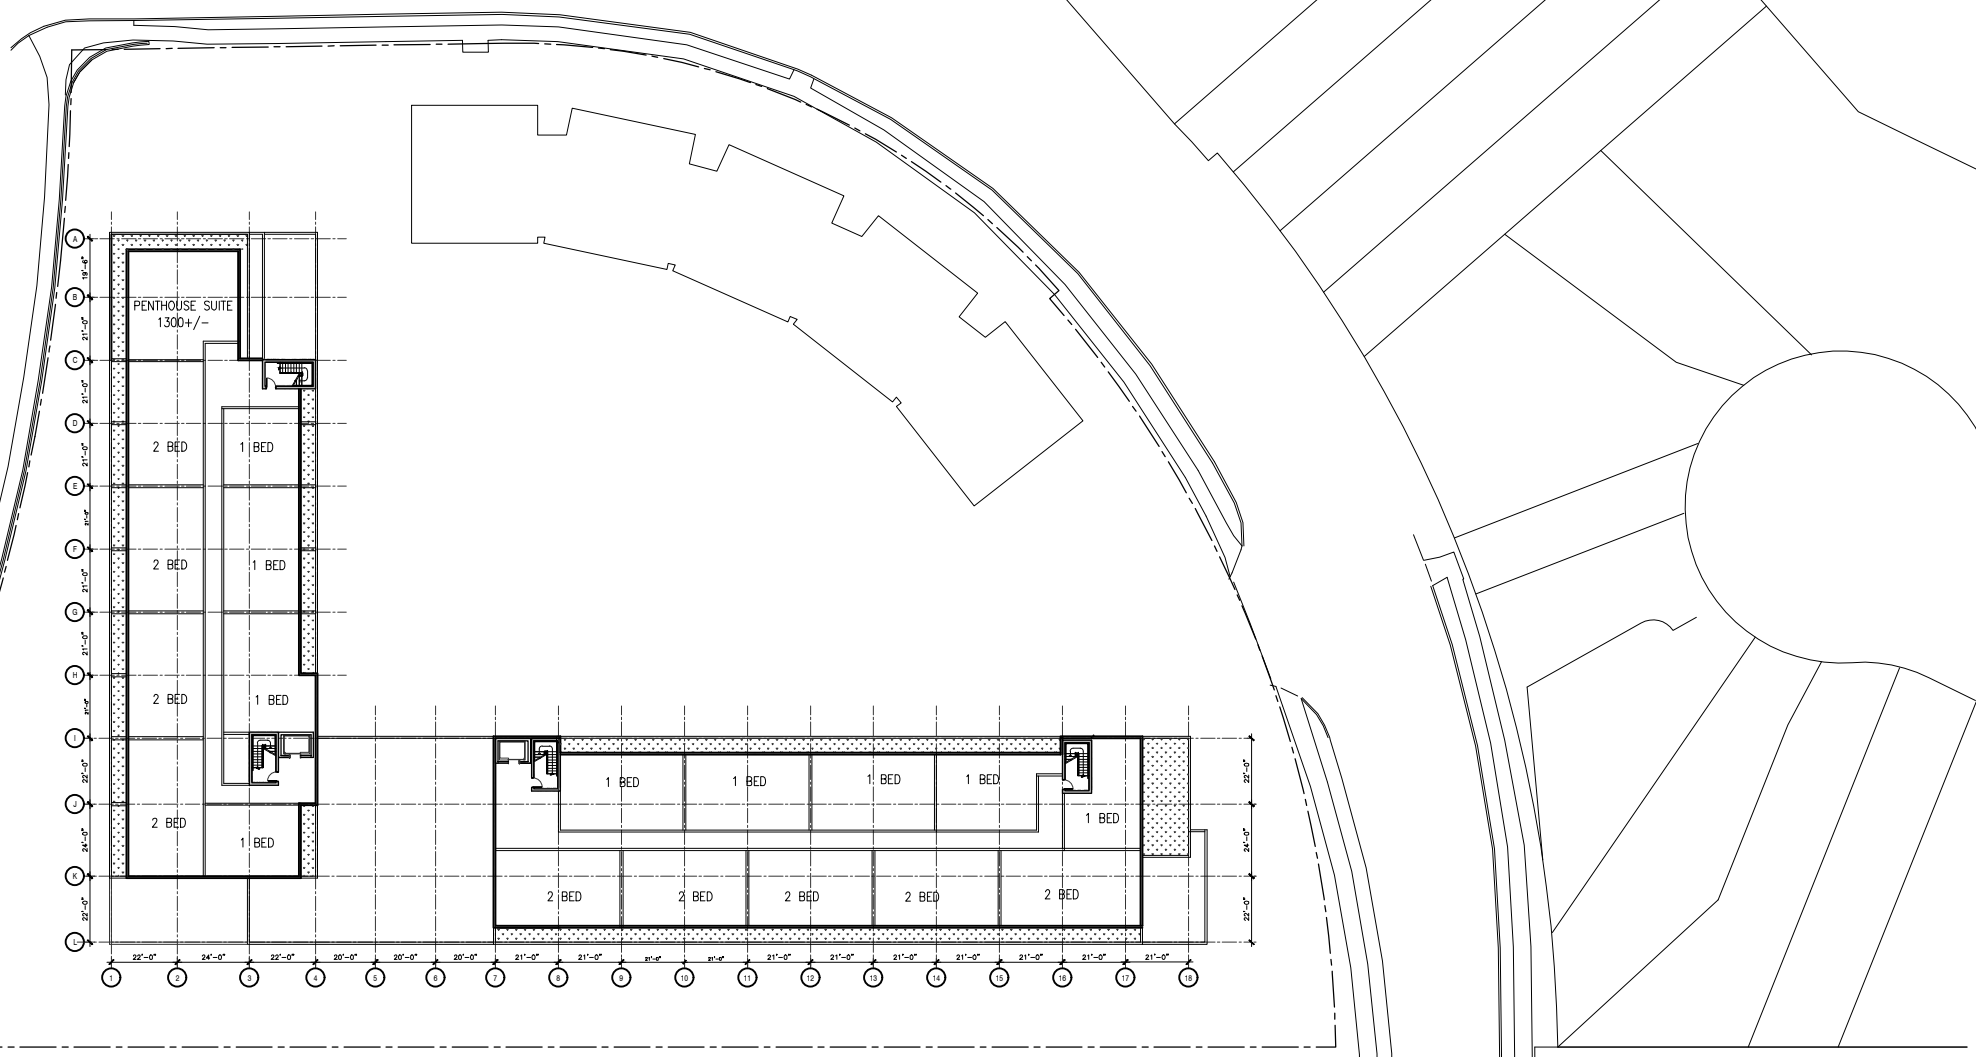 A
19'-6"
B
PENTHOUSE SUITE
1300+/-
21'-0"
C
21'-0"
D
2 BED
1 BED
21'-0"
E
21'-0"
F
2 BED
1 BED
21'-0"
G
21'-0"
H
2 BED
1 BED
21'-0"
I
22'-0"
J
2 BED
1 BED
24'-0"
K
22'-0"
L
1 BED
1 BED
1 BED
1 BED
1 BED
2 BED
2 BED
2 BED
2 BED
2 BED
22'-0"
24'-0"
22'-0"
22'-0" 24'-0" 22'-0" 20'-0" 20'-0" 20'-0" 21'-0" 21'-0" 21'-0" 21'-0" 21'-0" 21'-0" 21'-0" 21'-0" 21'-0" 21'-0" 21'-0"
1 2 3 4 5 6 7 8 9 10 11 12 13 14 15 16 17 18